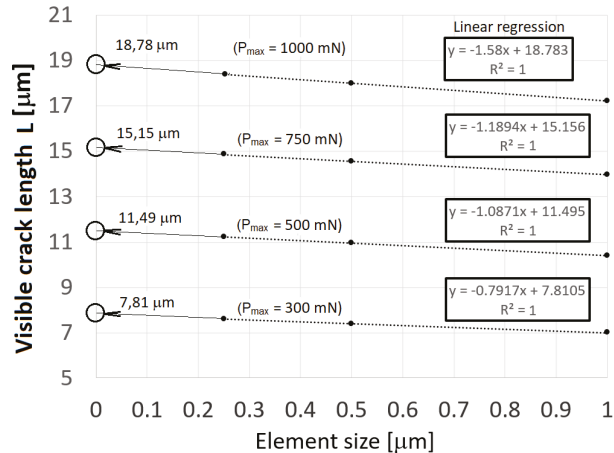 Linear regression
y = -1.58x + 18.783
R² = 1
18,78 μm
(Pmax = 1000 mN)
y = -1.1894x + 15.156
R² = 1
15,15 μm
(Pmax = 750 mN)
y = -1.0871x + 11.495
R² = 1
11,49 μm
(Pmax = 500 mN)
y = -0.7917x + 7.8105
R² = 1
7,81 μm
(Pmax = 300 mN)
Visible crack length L [μm]
21
19
17
15
13
11
9
7
5
0 0.1 0.2 0.3 0.4 0.5 0.6 0.7 0.8 0.9 1
Element size [μm]